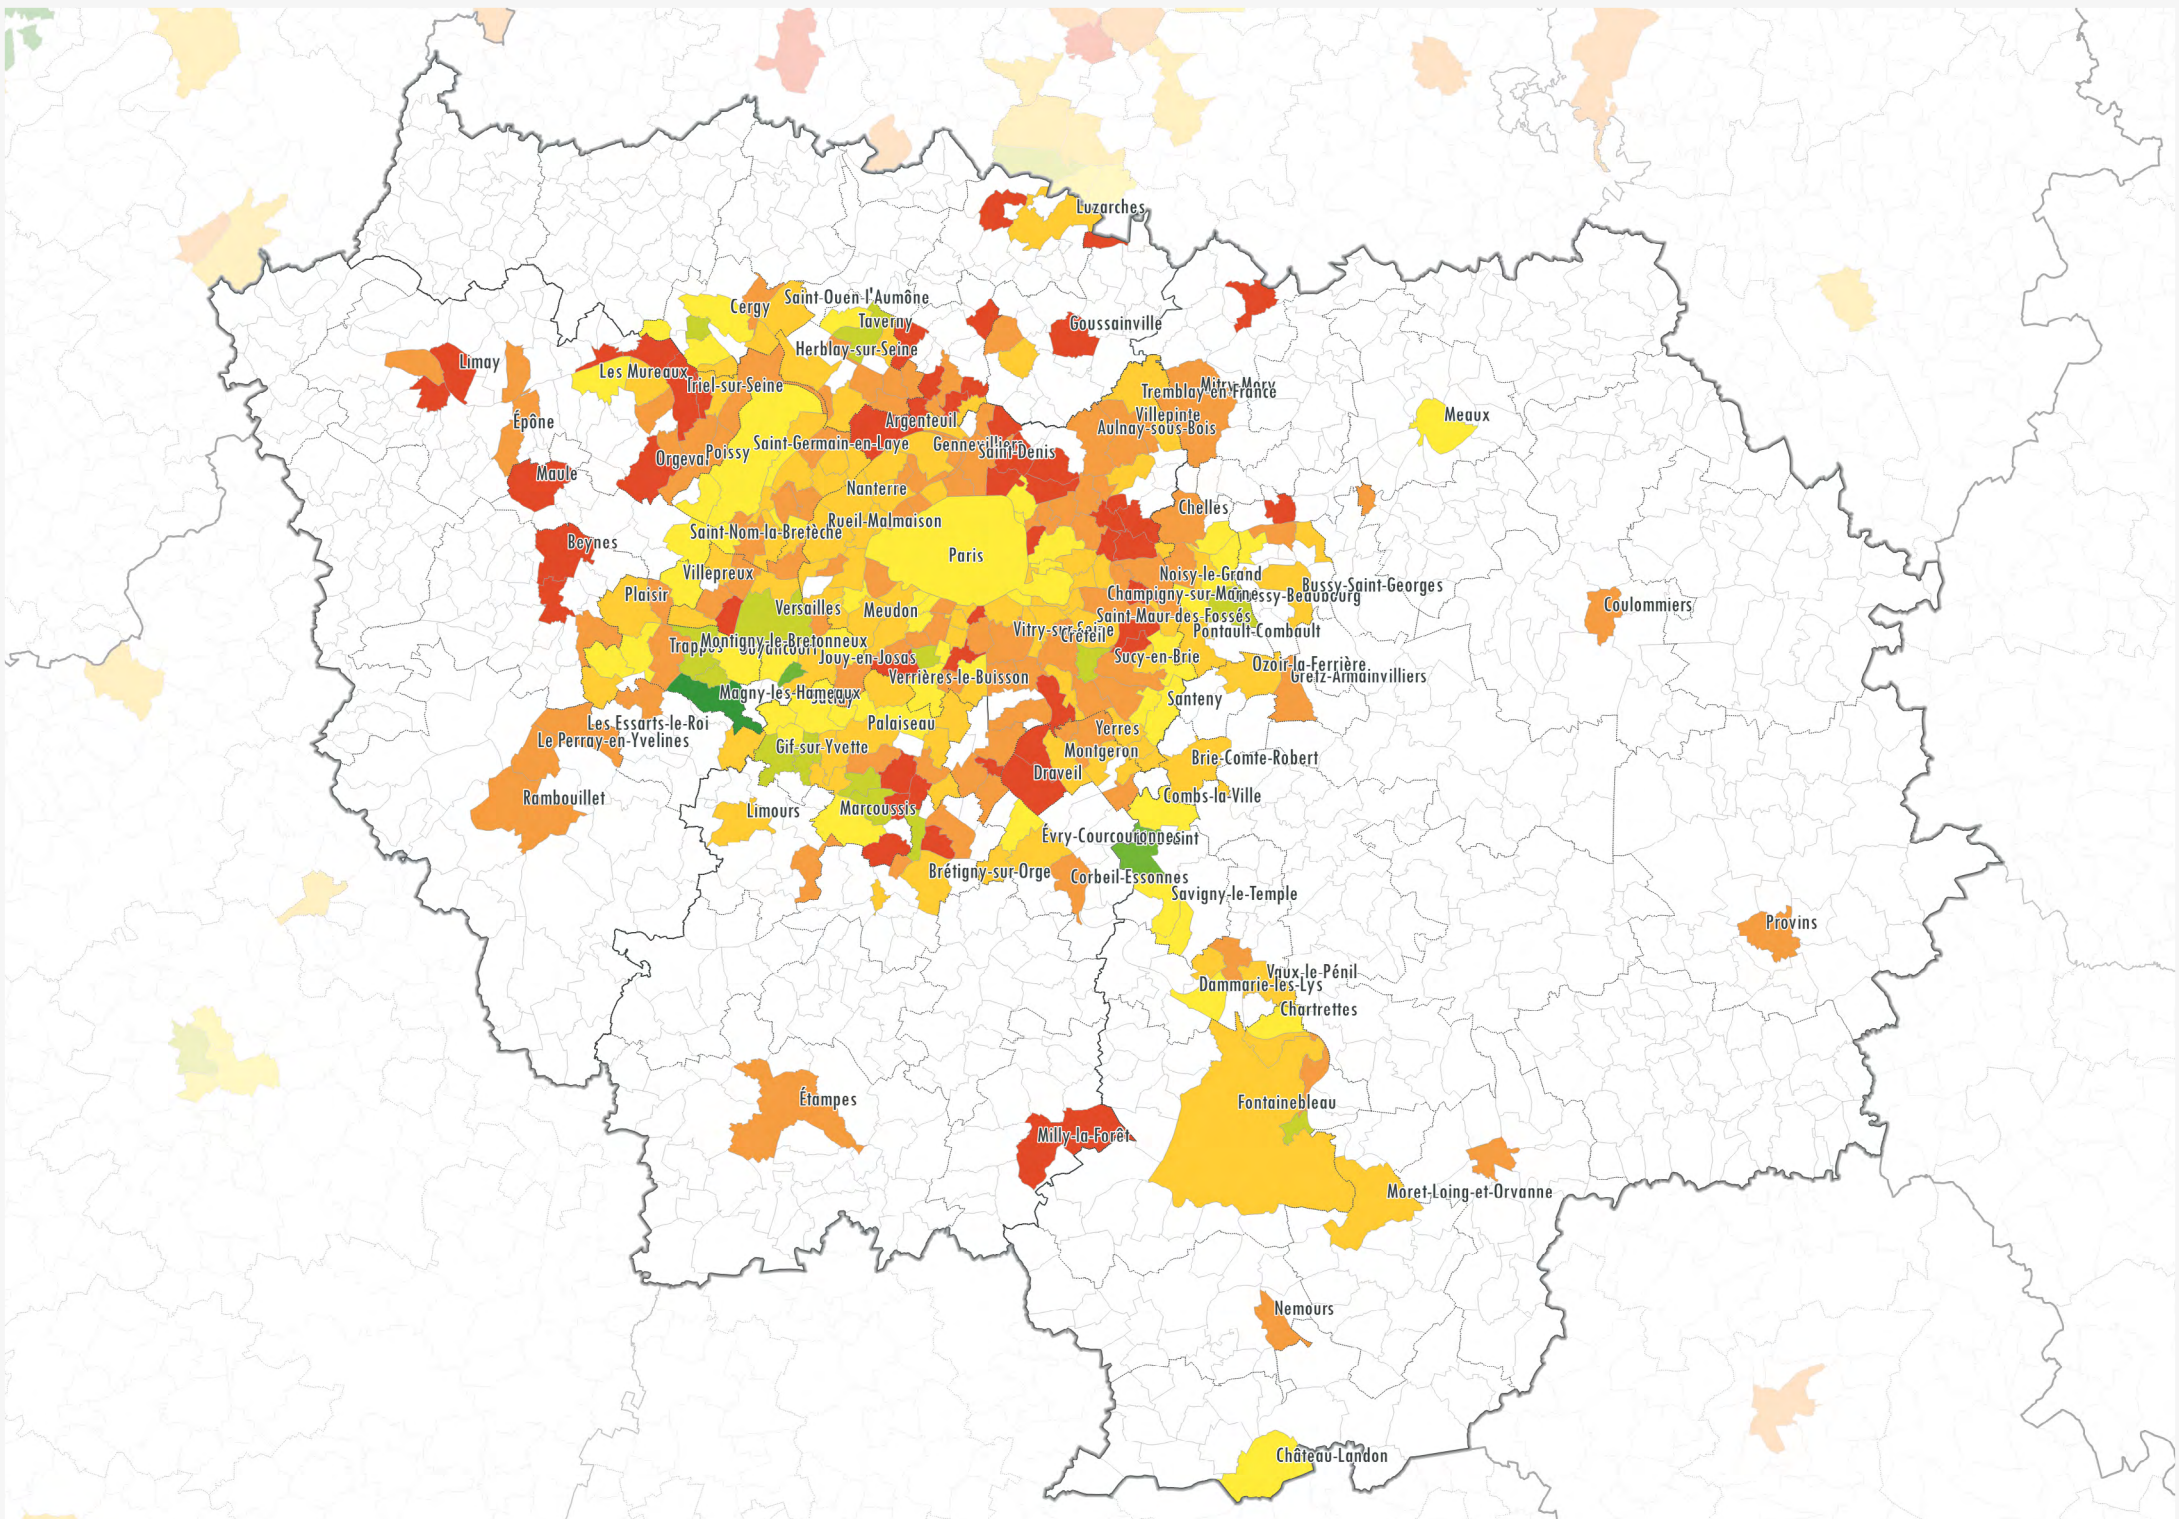 Luzarches
Cergy
Saint-Ouen-l'Aumône
Taverny
Goussainville
Herblay-sur-Seine
Limay
Les Mureaux
Triel-sur-Seine
Mitry-Mory
Tremblay-en-France
Villepinte
Aulnay-sous-Bois
Meaux
Épône
Argenteuil
Saint-Germain-en-Laye
Gennevilliers
Saint-Denis
Orgeval
Poissy
Maule
Nanterre
Chelles
Rueil-Malmaison
Saint-Nom-la-Bretèche
Beynes
Paris
Villepreux
Noisy-le-Grand
Bussy-Saint-Georges
Plaisir
Champigny-sur-Marne
Versailles
Meudon
Coulommiers
Saint-Maur-des-Fossés
Vitry-sur-Seine
Créteil
Pontault-Combault
Montigny-le-Bretonneux
Trappes
Jouy-en-Josas
Sucy-en-Brie
Ozoir-la-Ferrière
Gretz-Armainvilliers
Verrières-le-Buisson
Magny-les-Hameaux
Santeny
Les Essarts-le-Roi
Palaiseau
Yerres
Le Perray-en-Yvelines
Gif-sur-Yvette
Montgeron
Brie-Comte-Robert
Draveil
Rambouillet
Combs-la-Ville
Limours
Marcoussis
Évry-Courcouronnes
Brétigny-sur-Orge
Corbeil-Essonnes
Savigny-le-Temple
Provins
Vaux-le-Pénil
Dammarie-les-Lys
Chartrettes
Étampes
Fontainebleau
Milly-la-Forêt
Moret-Loing-et-Orvanne
Nemours
Château-Landon